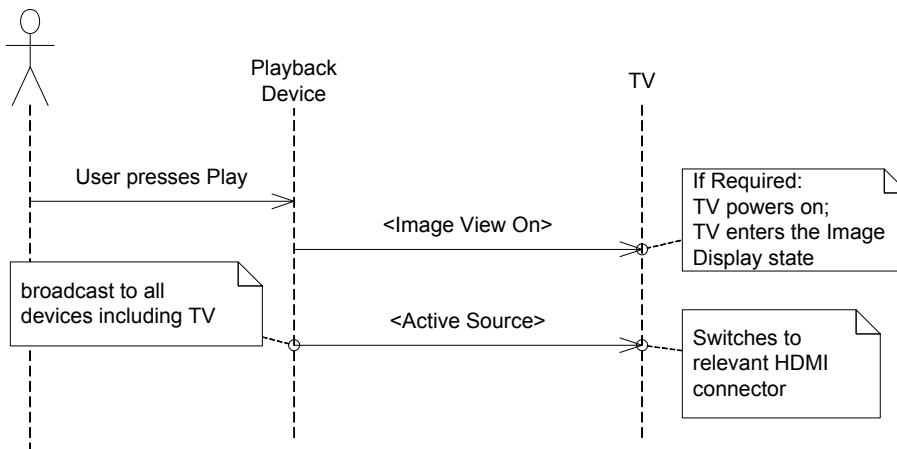 Playback
Device
TV
User presses Play
If Required:
TV powers on;
TV enters the Image
Display state
<Image View On>
broadcast to all
devices including TV
<Active Source>
Switches to
relevant HDMI
connector